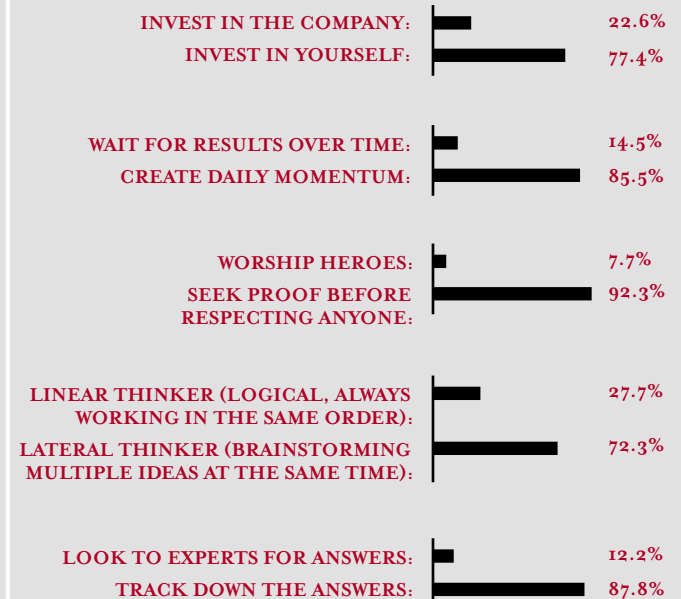 INVEST IN THE COMPANY: 22.6%
INVEST IN YOURSELF: 77.4%
WAIT FOR RESULTS OVER TIME: 14.5%
CREATE DAILY MOMENTUM: 85.5%
WORSHIP HEROES: 7.7%
SEEK PROOF BEFORE 92.3%
RESPECTING ANYONE:
LINEAR THINKER (LOGICAL, ALWAYS 27.7%
WORKING IN THE SAME ORDER):
LATERAL THINKER (BRAINSTORMING 72.3%
MULTIPLE IDEAS AT THE SAME TIME):
LOOK TO EXPERTS FOR ANSWERS: 12.2%
TRACK DOWN THE ANSWERS: 87.8%